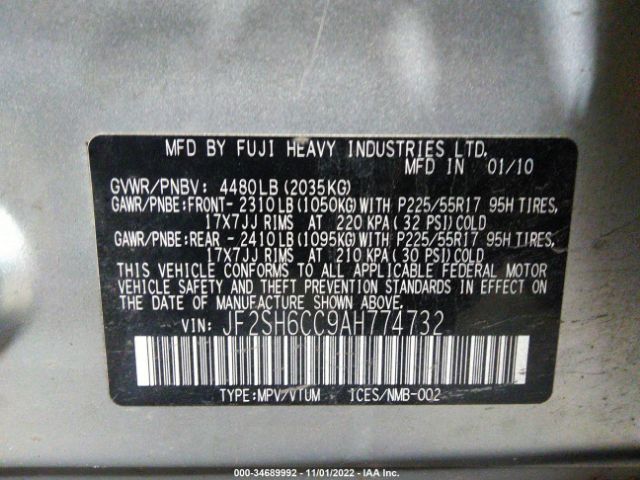 MFD BY FUJI HEAVY INDUSTRIES LTD.
MFD IN 01/10
GVWR/PNBV: 4480LB(2035KG)
GAWR/PNBE:FRONT- 2310LB(1050KG)WITH P225/55R17 95H TIRES,
17X7JJ RIMS AT 220 KPA(32 PSI)COLD
GAWR/PNBE:REAR - 2410LB(1095KG)WITH P225/55R17 95H TIRES,
17X7JJ RIMS AT 210 KPA(30 PSI)COLD
THIS VEHICLE CONFORMS TO ALL APPLICABLE FEDERAL MOTOR
VEHICLE SAFETY AND THEFT PREVENTION STANDARDS IN EFFECT ON
THE DATE OF MANUFACTURE SHOWN ABOVE.
VIN: JF2SH6CC9AH774732
TYPE:MPV/VTUM ICES/NMB-002
000-34689992 - 11/01/2022 - IAA Inc.